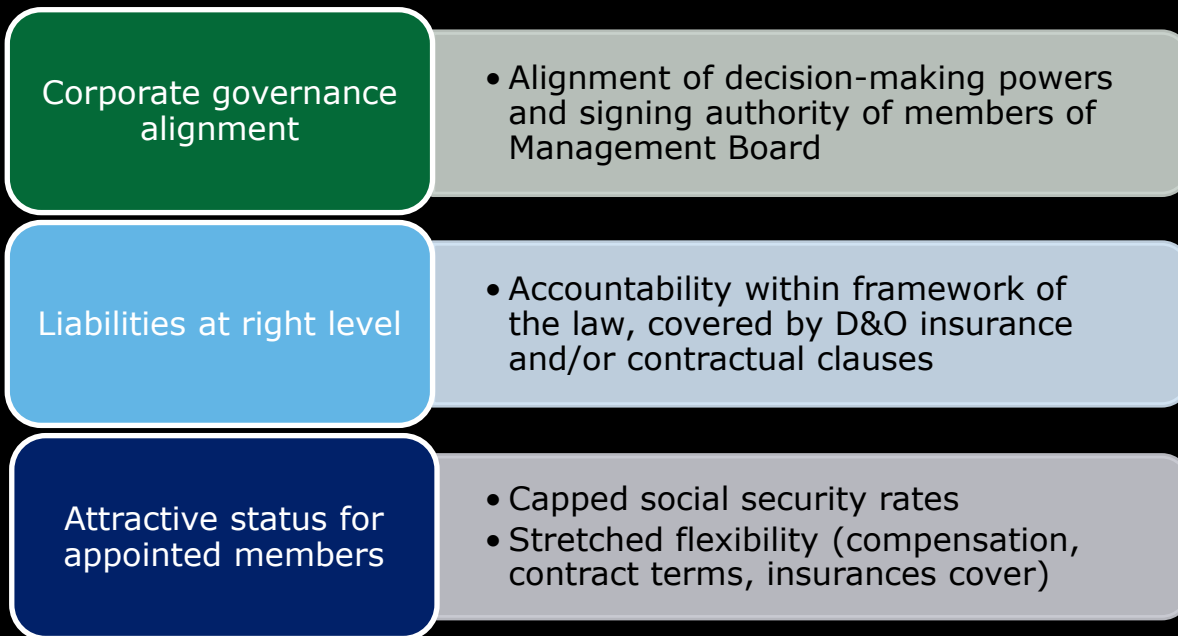 Corporate governance
alignment
• Alignment of decision-making powers
and signing authority of members of
Management Board
Liabilities at right level
• Accountability within framework of
the law, covered by D&O insurance
and/or contractual clauses
Attractive status for
appointed members
• Capped social security rates
• Stretched flexibility (compensation,
contract terms, insurances cover)